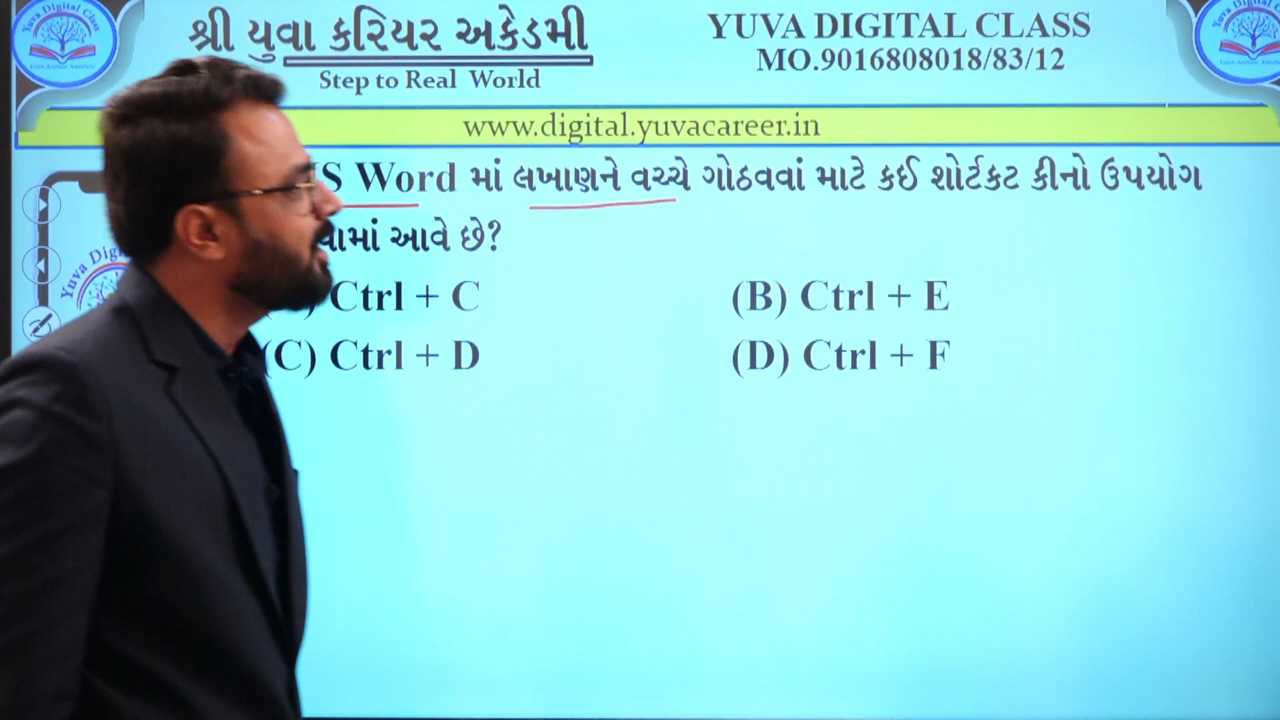 શ્રી યુવા કરિયર અકેડમી
Step to Real World
YUVA DIGITAL CLASS
MO.9016808018/83/12
www.digital.yuvacareer.in
S Word માં લખાણને વચ્ચે ગોઠવવાં માટે કઈ શોર્ટકટ કીનો ઉપયોગ
વામાં આવે છે?
Ctrl + C
(B) Ctrl + E
(C) Ctrl + D
(D) Ctrl + F